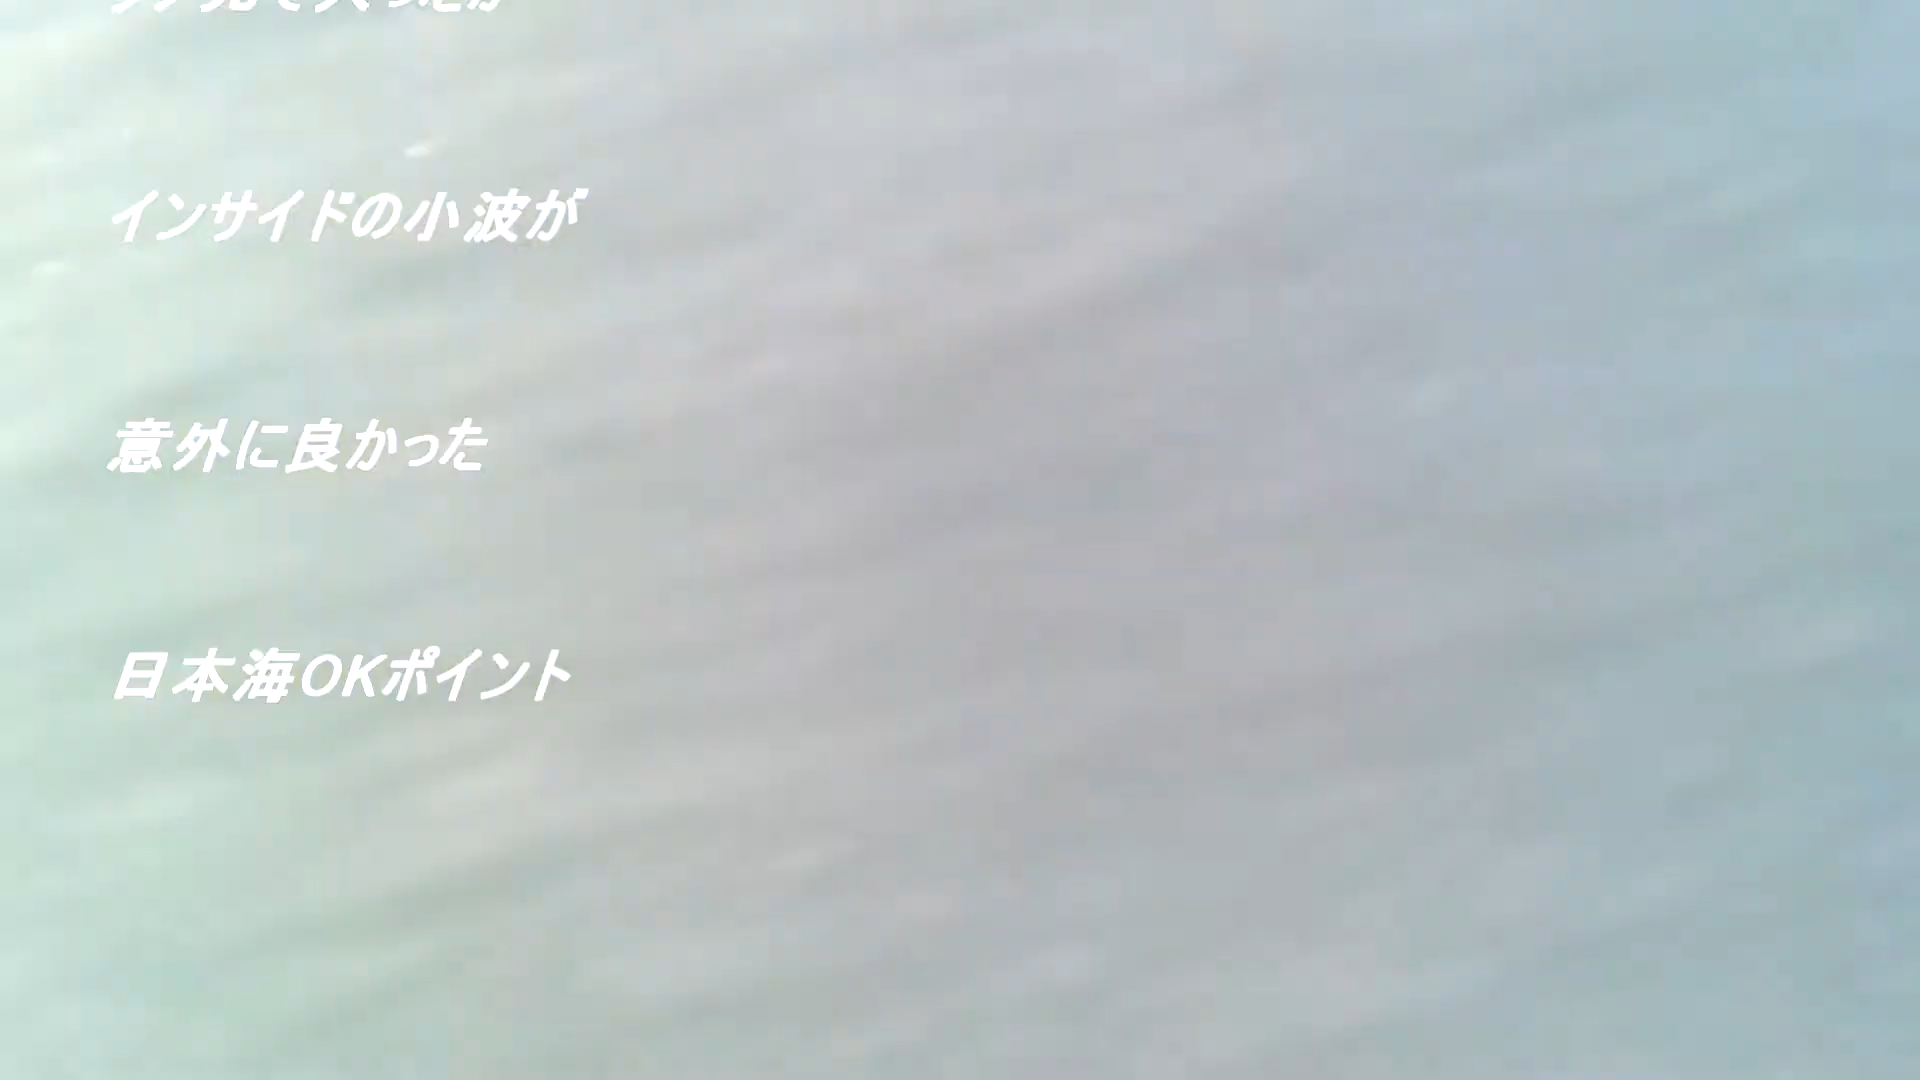 インサイドの小波が
意外に良かった
日本海OKポイント